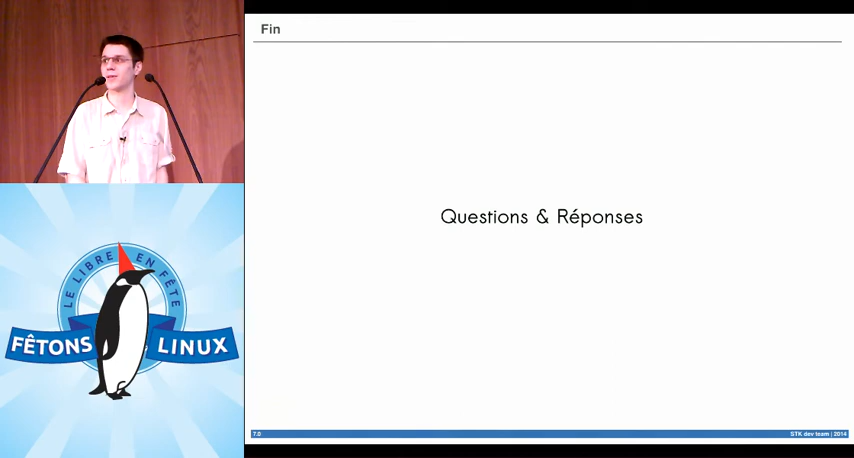 Fin
Questions & Réponses
LE LIBRE EN FÊTE
FÊTONS LINUX
7.0
STK dev team | 2014